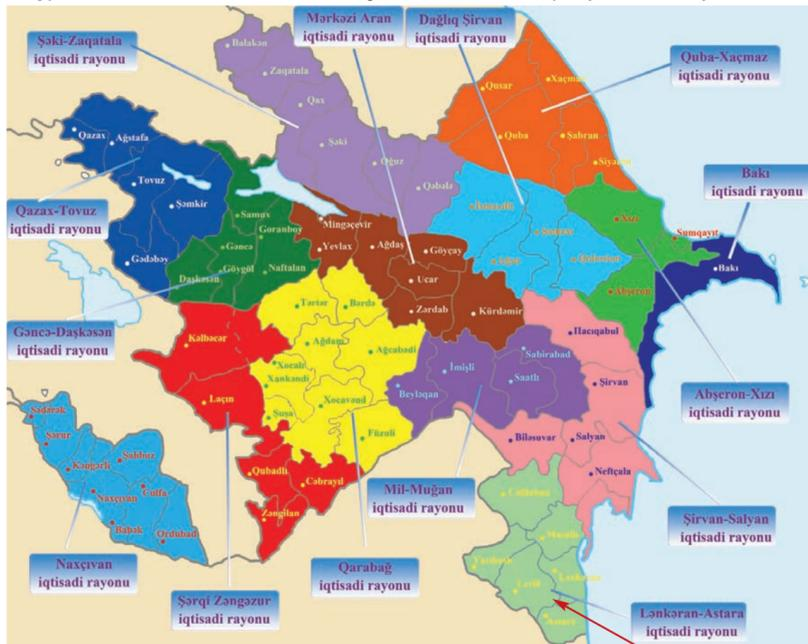 Mərkəzi Aran
iqtisadi rayonu
Dağlıq Şirvan
iqtisadi rayonu
Şəki-Zaqatala
iqtisadi rayonu
Quba-Xaçmaz
iqtisadi rayonu
Balakən
Zaqatala
Qax
Şəki
Oğuz
Qəbələ
Qusar
Xaçmaz
Quba
Şabran
Siyəzən
Bakı
iqtisadi rayonu
Qazax
Ağstafa
Tovuz
Şəmkir
Gədəbəy
Qazax-Tovuz
iqtisadi rayonu
Samux
Goranboy
Gəncə
Daşkəsən
Göygöl
Naftalan
Mingəçevir
Yevlax
Ağdaş
Göyçay
Ucar
Zərdab
Kürdəmir
İsmayıllı
Xızı
Sumqayıt
Bakı
Abşeron
Gəncə-Daşkəsən
iqtisadi rayonu
Tərtər
Bərdə
Kəlbəcər
Ağdam
Ağcabədi
Xocalı
Xankəndi
Laçın
Xocavənd
Şuşa
Füzuli
Beyləqan
İmişli
Sabirabad
Saatlı
Hacıqabul
Şirvan
Abşeron-Xızı
iqtisadi rayonu
Sədərək
Şərur
Kəngərli
Şahbuz
Naxçıvan
Culfa
Babək
Ordubad
Qubadlı
Cəbrayıl
Zəngilan
Biləsuvar
Salyan
Neftçala
Mil-Muğan
iqtisadi rayonu
Şirvan-Salyan
iqtisadi rayonu
Naxçıvan
iqtisadi rayonu
Şərqi Zəngəzur
iqtisadi rayonu
Qarabağ
iqtisadi rayonu
Masallı
Lerik
Lənkəran
Astara
Lənkəran-Astara
iqtisadi rayonu